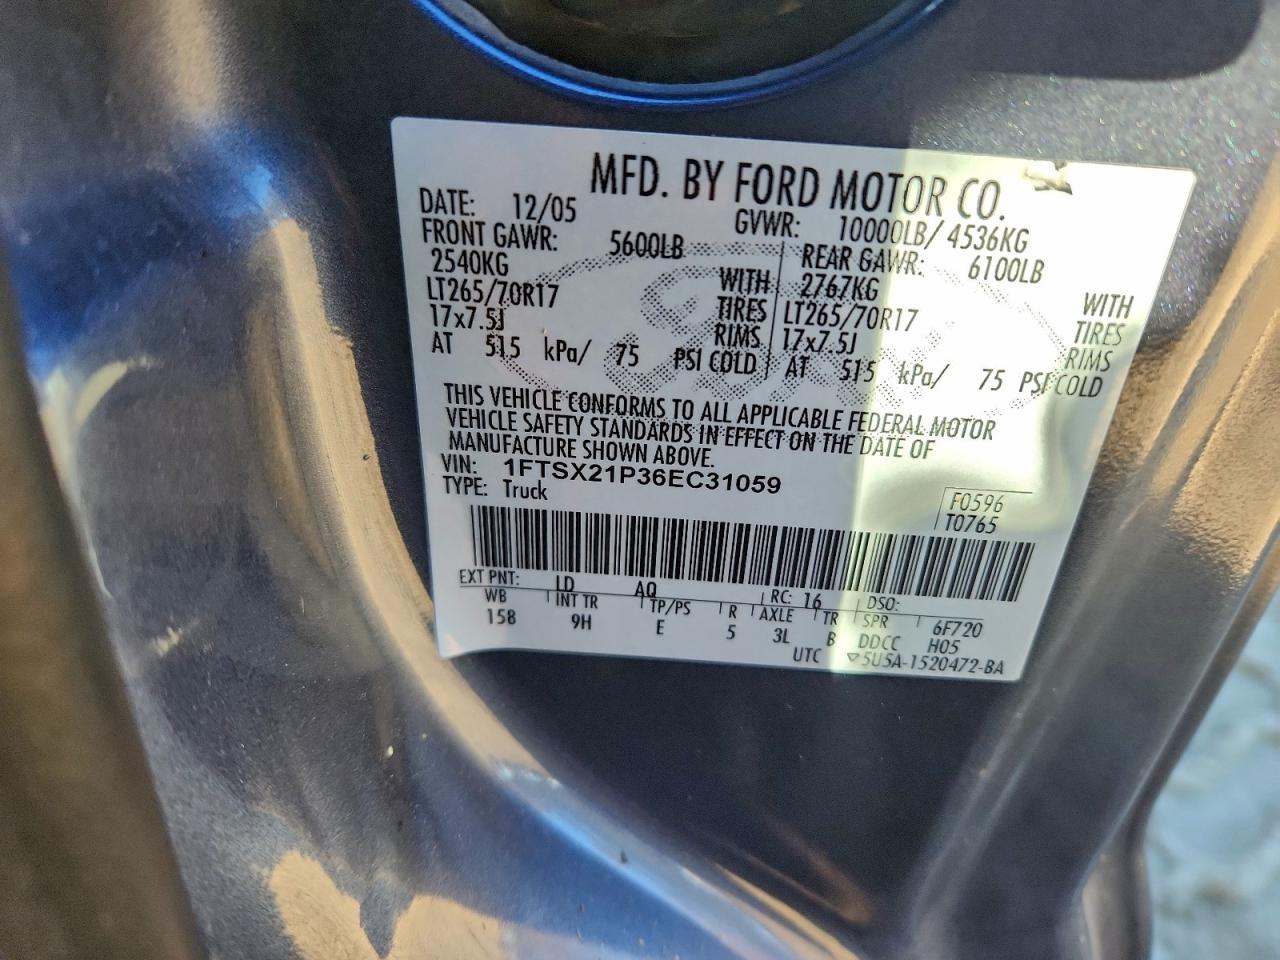 MFD. BY FORD MOTOR CO.
DATE: 12/05 GVWR: 10000LB/ 4536KG
FRONT GAWR: 5600LB REAR GAWR: 6100LB
2540KG WITH 2767KG WITH
LT265/70R17 TIRES LT265/70R17 TIRES
17x7.5J RIMS 17x7.5J RIMS
AT 515 kPa/ 75 PSI COLD AT 515 kPa/ 75 PSI COLD
THIS VEHICLE CONFORMS TO ALL APPLICABLE FEDERAL MOTOR
VEHICLE SAFETY STANDARDS IN EFFECT ON THE DATE OF
MANUFACTURE SHOWN ABOVE.
VIN: 1FTSX21P36EC31059
TYPE: Truck
F0596
T0765
EXT PNT: LD AQ RC: 16 DSO:
WB INT TR TP/PS R AXLE TR SPR 6F720
158 9H E 5 3L B DDCC H05
UTC ▽5U5A-1520472-BA